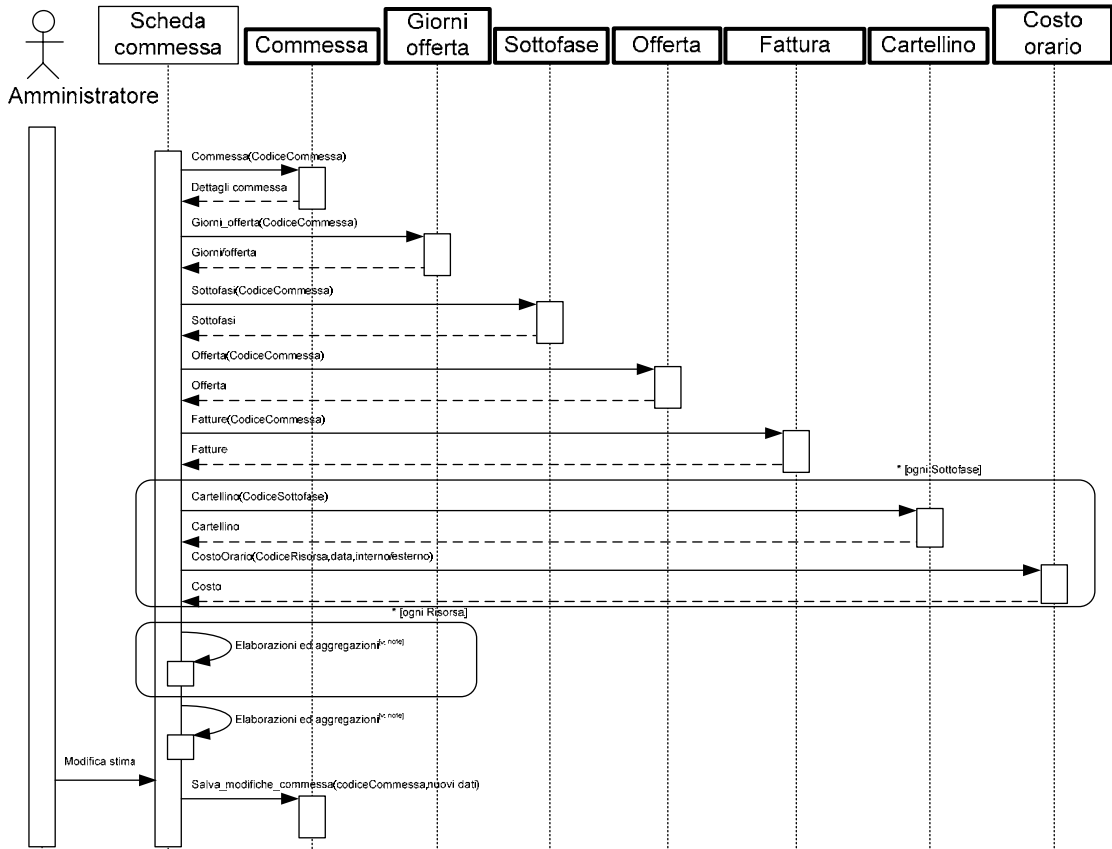 Scheda
commessa
Commessa
Giorni
offerta
Sottofase
Offerta
Fattura
Cartellino
Costo
orario
Amministratore
Commessa(CodiceCommessa)
Dettagli commessa
Giorni_offerta(CodiceCommessa)
Giorni/offerta
Sottofasi(CodiceCommessa)
Sottofasi
Offerta(CodiceCommessa)
Offerta
Fatture(CodiceCommessa)
Fatture
* [ogni Sottofase]
Cartellino(CodiceSottofase)
Cartellino
CostoOrario(CodiceRisorsa,data,interno/esterno)
Costo
* [ogni Risorsa]
Elaborazioni ed aggregazioni[v. note]
Elaborazioni ed aggregazioni[v. note]
Modifica stima
Salva_modifiche_commessa(codiceCommessa,nuovi dati)